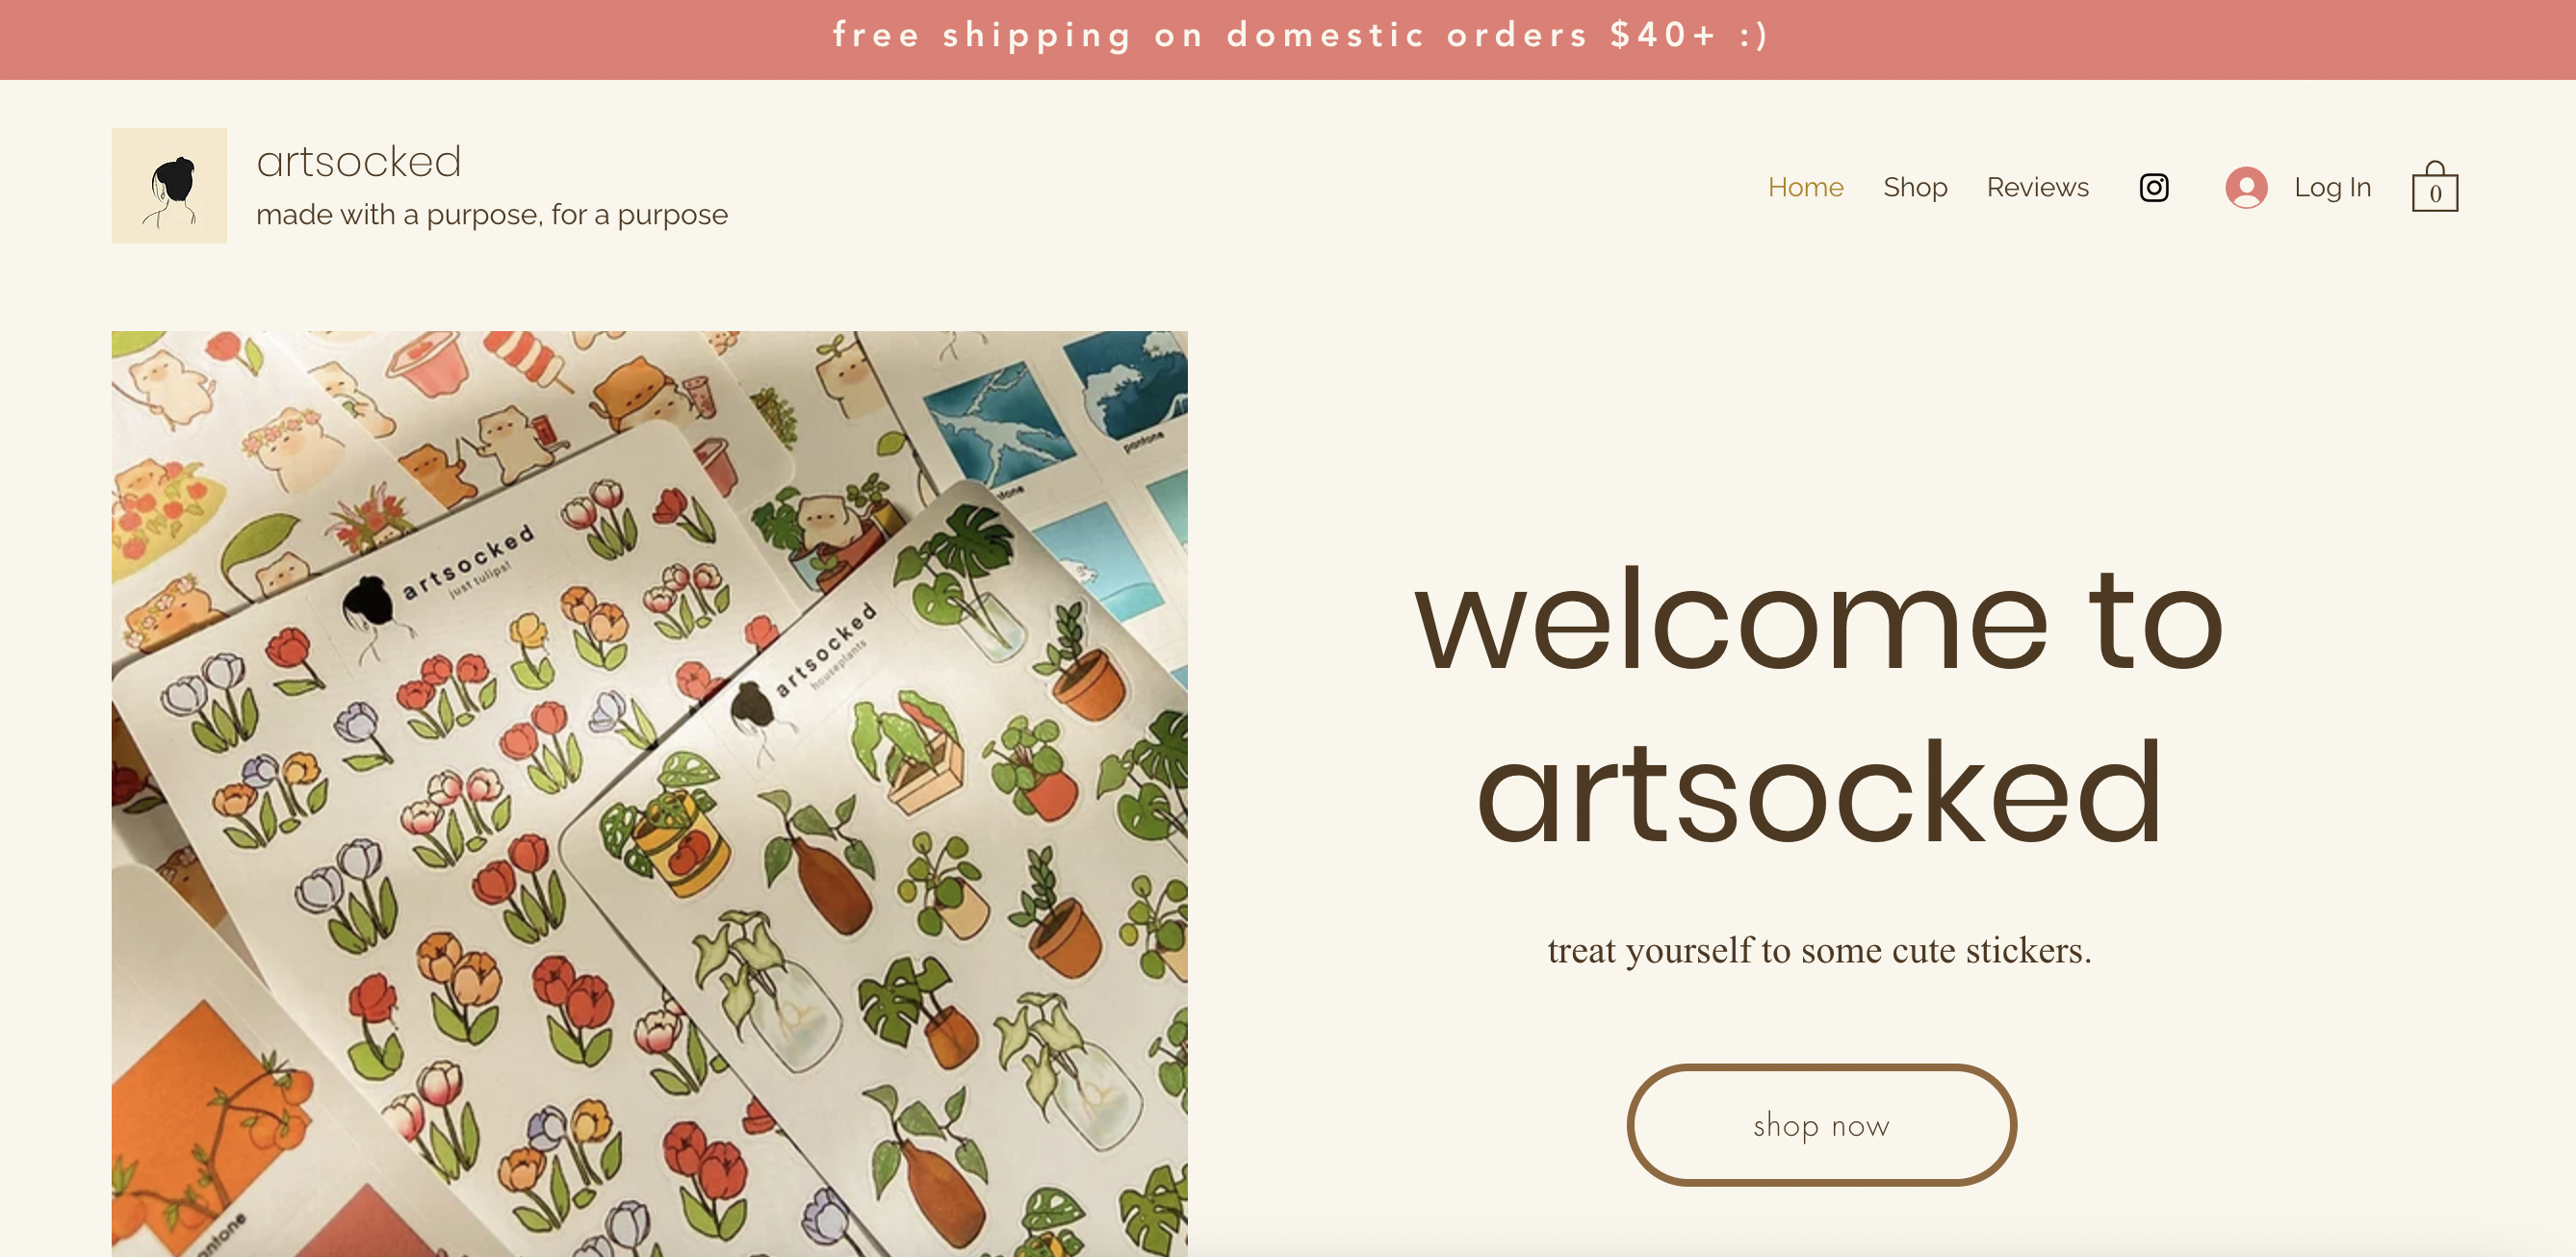 free shipping on domestic orders $40+ :)
artsocked
made with a purpose, for a purpose
Home Shop Reviews Log In 0
pantone
artsocked
just tulips!
artsocked
houseplants
welcome to
artsocked
treat yourself to some cute stickers.
shop now